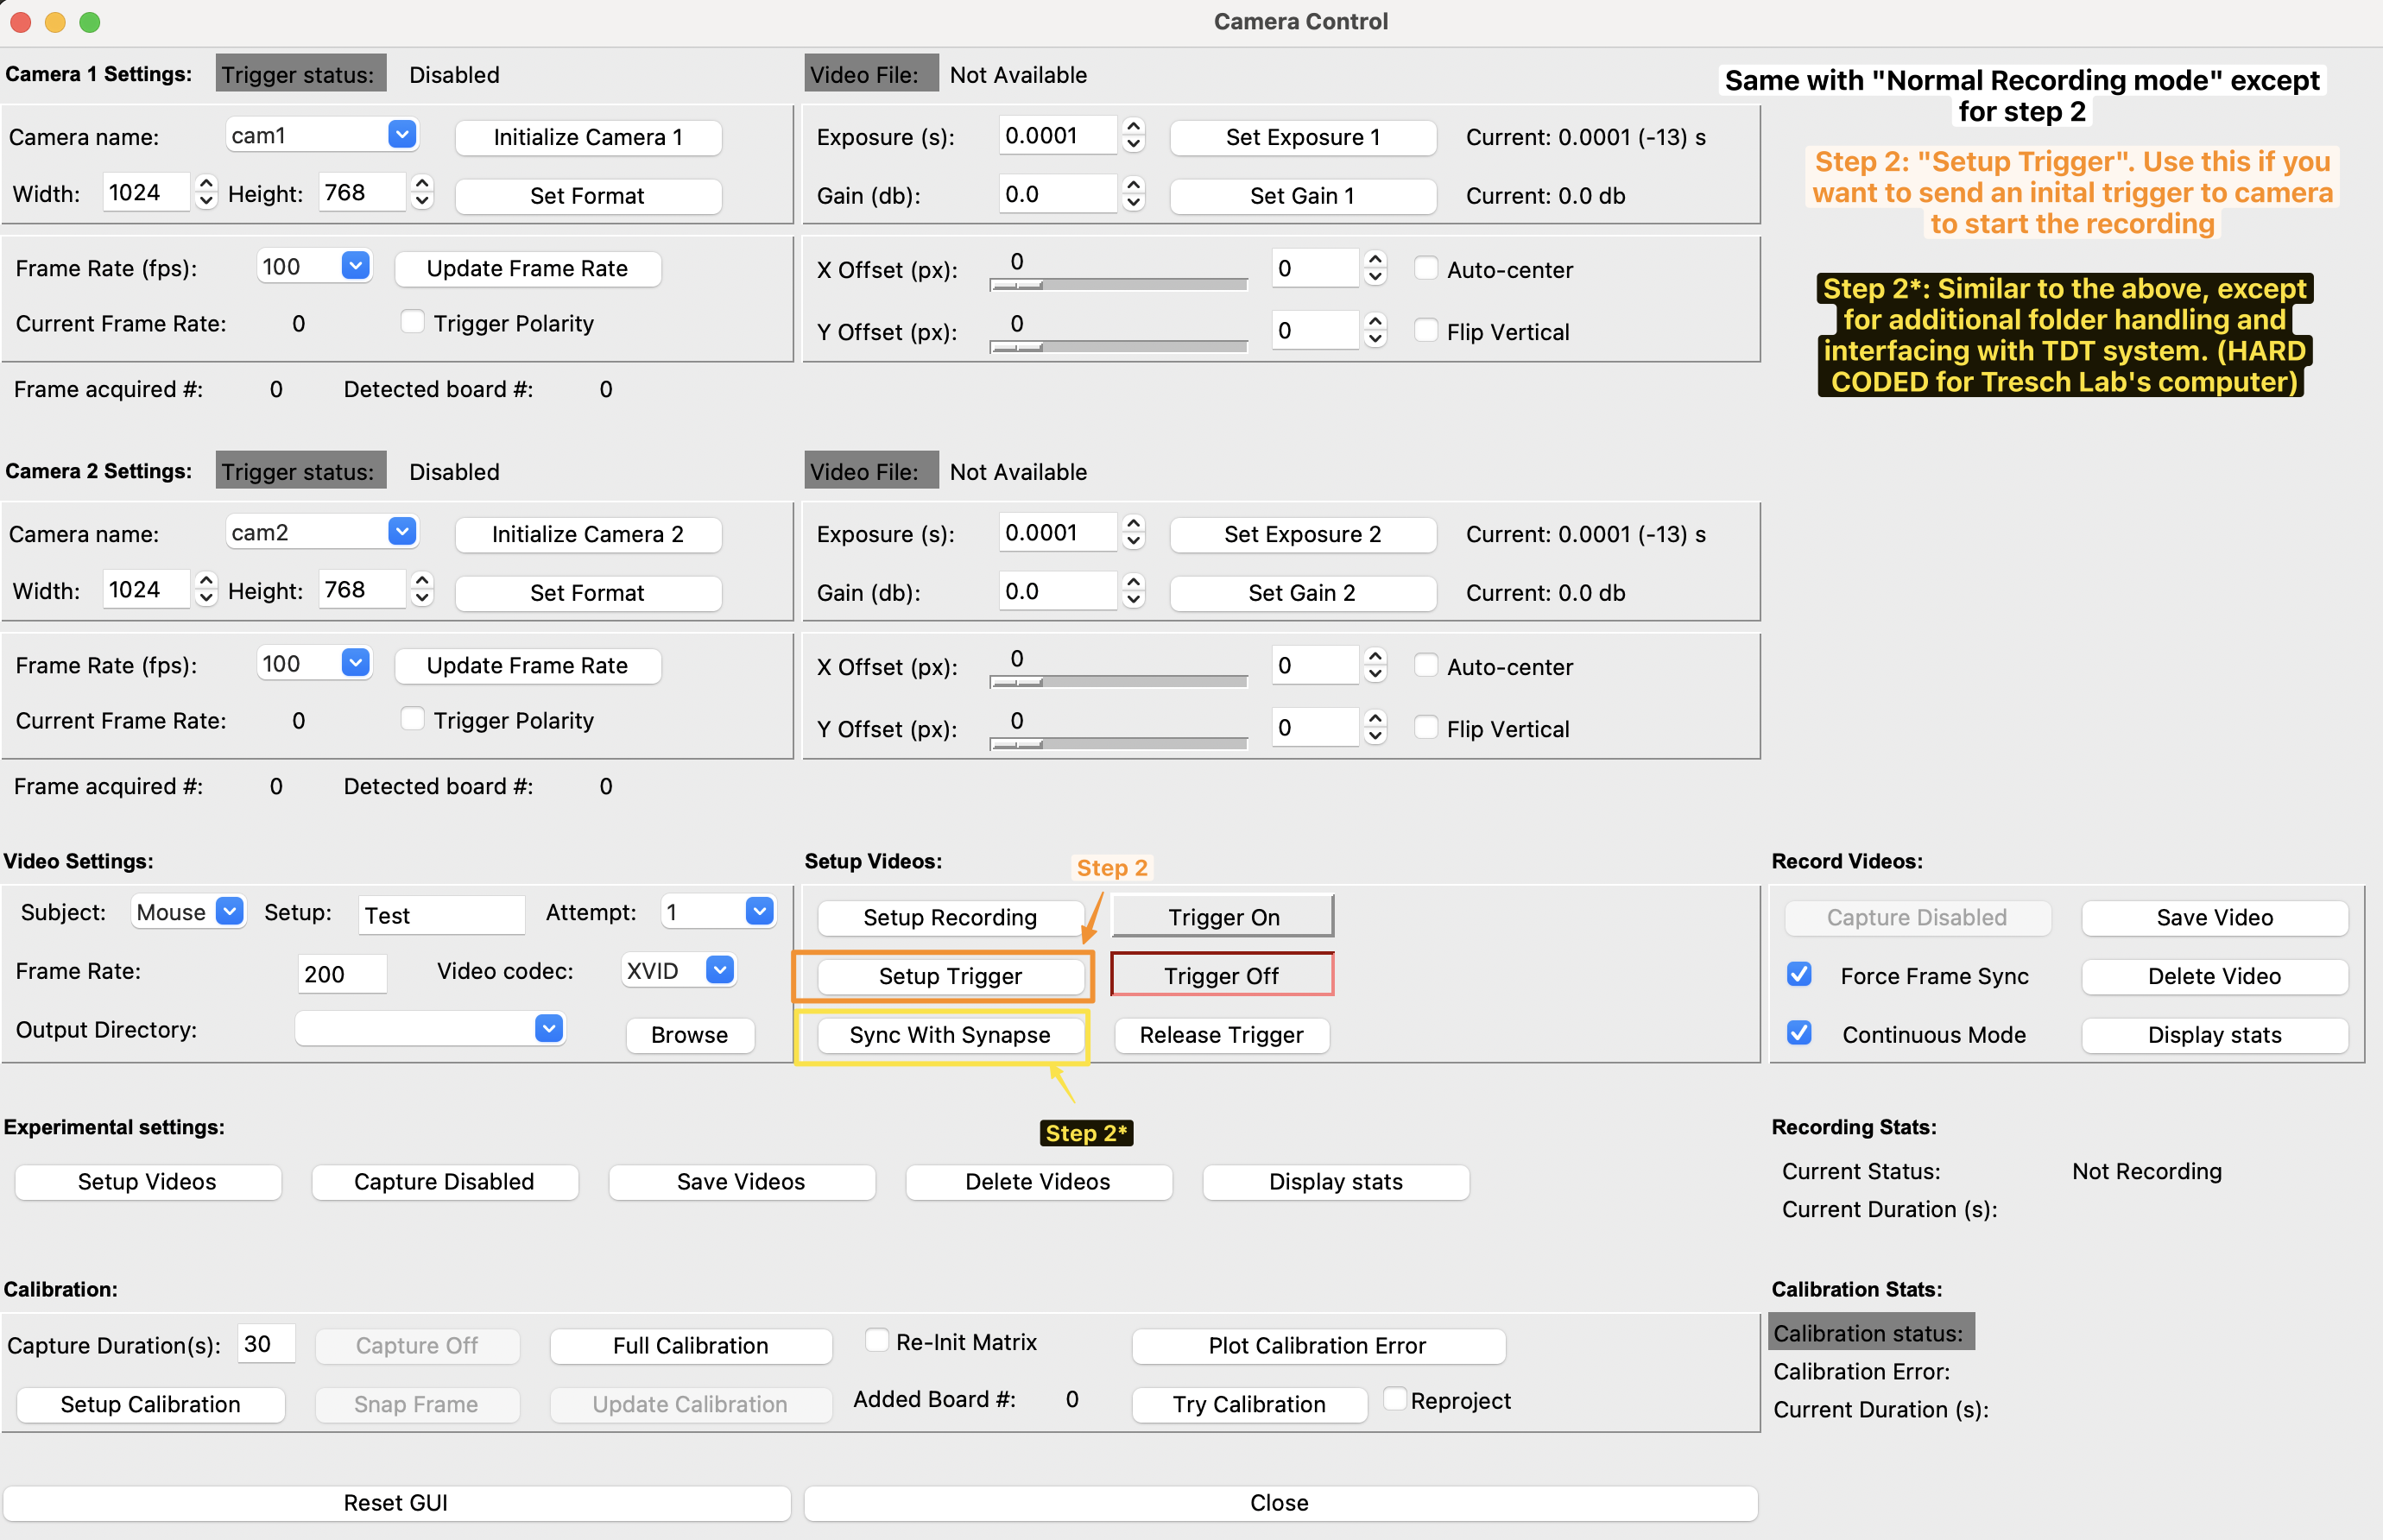 Camera Control
Camera 1 Settings: Trigger status: Disabled Video File: Not Available
Same with "Normal Recording mode" except
for step 2
Step 2: "Setup Trigger". Use this if you
want to send an inital trigger to camera
to start the recording
Step 2*: Similar to the above, except
for additional folder handling and
interfacing with TDT system. (HARD
CODED for Tresch Lab's computer)
Camera name: cam1 Initialize Camera 1 Exposure (s): 0.0001 Set Exposure 1 Current: 0.0001 (-13) s
Width: 1024 Height: 768 Set Format Gain (db): 0.0 Set Gain 1 Current: 0.0 db
Frame Rate (fps): 100 Update Frame Rate X Offset (px): 0 0 Auto-center
Current Frame Rate: 0 Trigger Polarity Y Offset (px): 0 0 Flip Vertical
Frame acquired #: 0 Detected board #: 0
Camera 2 Settings: Trigger status: Disabled Video File: Not Available
Camera name: cam2 Initialize Camera 2 Exposure (s): 0.0001 Set Exposure 2 Current: 0.0001 (-13) s
Width: 1024 Height: 768 Set Format Gain (db): 0.0 Set Gain 2 Current: 0.0 db
Frame Rate (fps): 100 Update Frame Rate X Offset (px): 0 0 Auto-center
Current Frame Rate: 0 Trigger Polarity Y Offset (px): 0 0 Flip Vertical
Frame acquired #: 0 Detected board #: 0
Video Settings: Setup Videos: Step 2 Record Videos:
Subject: Mouse Setup: Test Attempt: 1 Setup Recording Trigger On Capture Disabled Save Video
Frame Rate: 200 Video codec: XVID Setup Trigger Trigger Off Force Frame Sync Delete Video
Output Directory: Browse Sync With Synapse Release Trigger Continuous Mode Display stats
Step 2*
Experimental settings: Recording Stats:
Setup Videos Capture Disabled Save Videos Delete Videos Display stats Current Status: Not Recording
Current Duration (s):
Calibration: Calibration Stats:
Capture Duration(s): 30 Capture Off Full Calibration Re-Init Matrix Plot Calibration Error Calibration status:
Calibration Error:
Setup Calibration Snap Frame Update Calibration Added Board #: 0 Try Calibration Reproject Current Duration (s):
Reset GUI Close